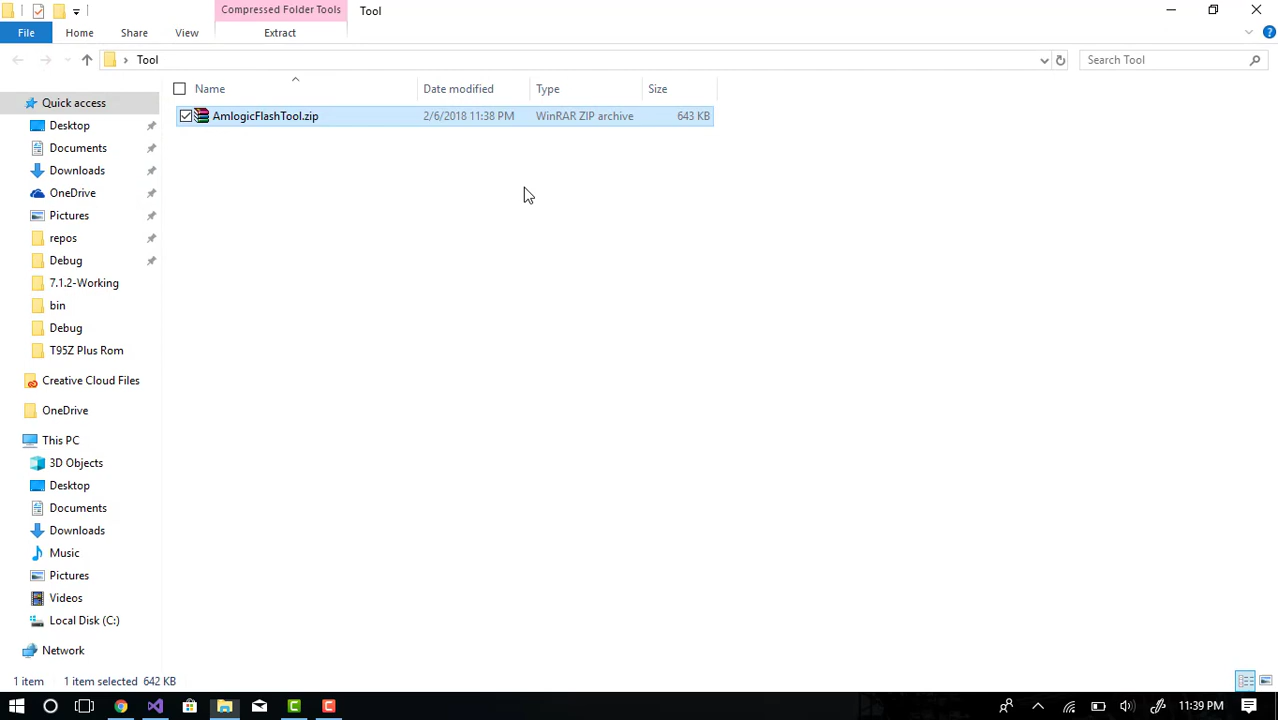 Compressed Folder Tools
Tool
File
Home
Share
View
Extract
Tool
Search Tool
Name
Date modified
Type
Size
AmlogicFlashTool.zip
2/6/2018 11:38 PM
WinRAR ZIP archive
643 KB
Quick access
Desktop
Documents
Downloads
OneDrive
Pictures
repos
Debug
7.1.2-Working
bin
Debug
T95Z Plus Rom
Creative Cloud Files
OneDrive
This PC
3D Objects
Desktop
Documents
Downloads
Music
Pictures
Videos
Local Disk (C:)
Network
1 item
1 item selected 642 KB
11:39 PM